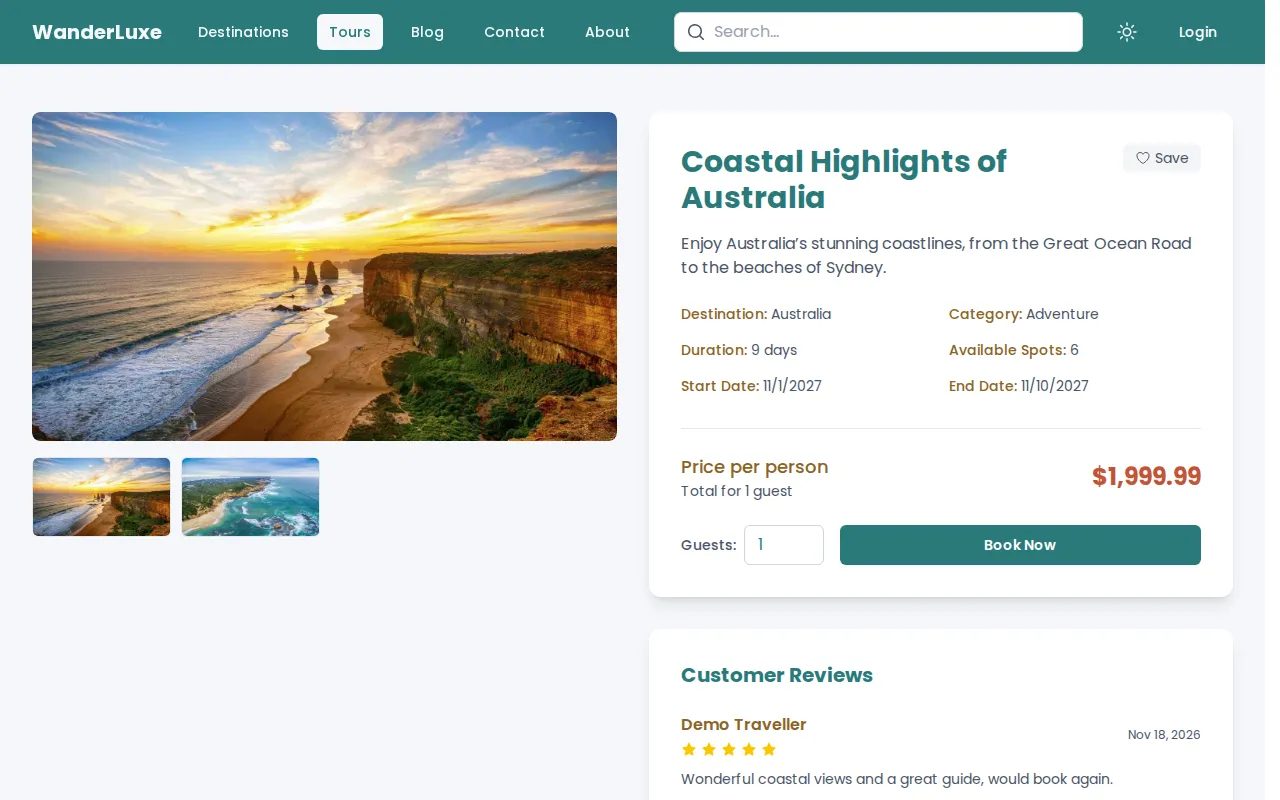 WanderLuxe
Destinations
Tours
Blog
Contact
About
Search...
Login
Coastal Highlights of
Australia
Save
Enjoy Australia’s stunning coastlines, from the Great Ocean Road
to the beaches of Sydney.
Destination: Australia
Category: Adventure
Duration: 9 days
Available Spots: 6
Start Date: 11/1/2027
End Date: 11/10/2027
Price per person
Total for 1 guest
$1,999.99
Guests: 1
Book Now
Customer Reviews
Demo Traveller
Nov 18, 2026
Wonderful coastal views and a great guide, would book again.